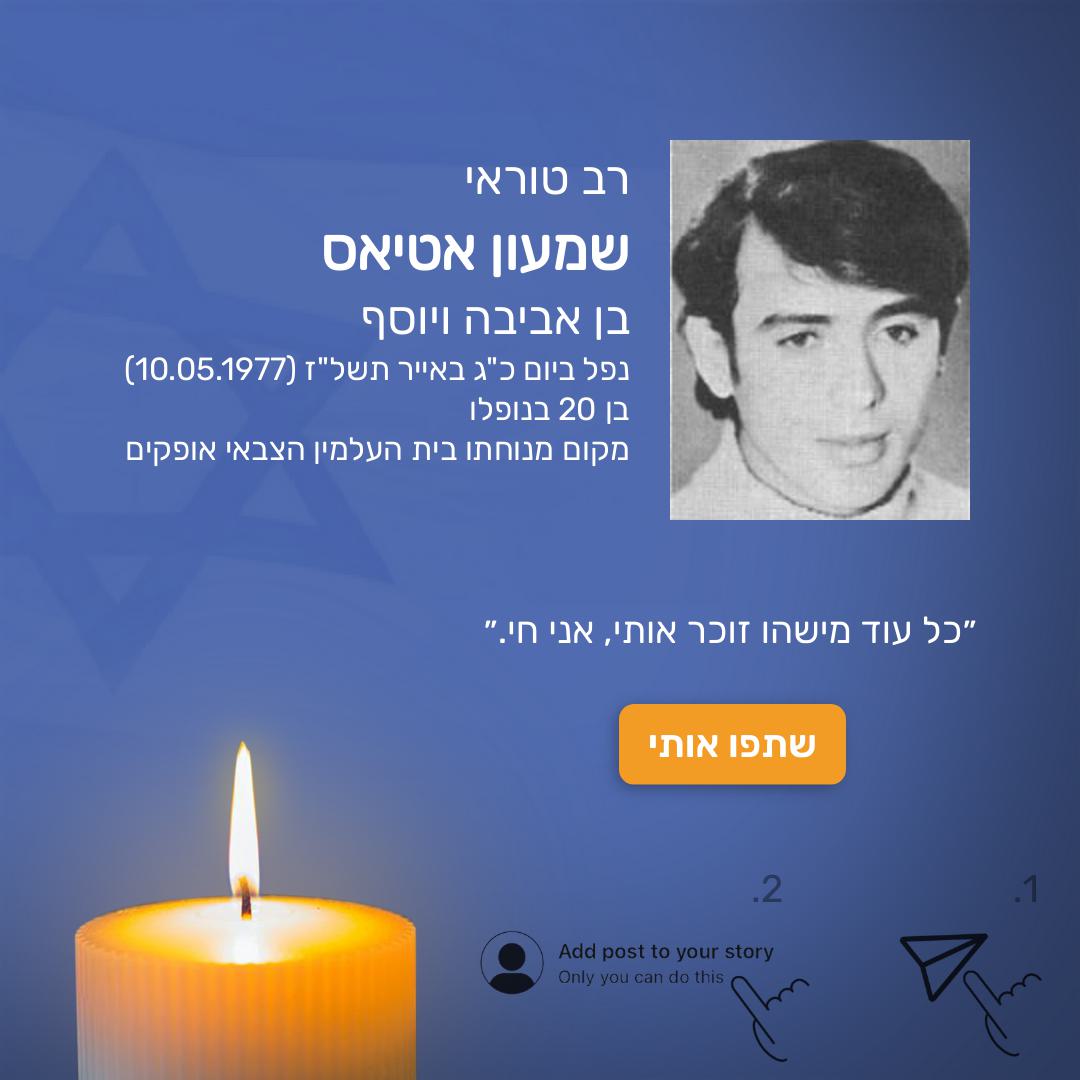 רב טוראי
שמעון אטיאס
בן אביבה ויוסף
נפל ביום כ"ג באייר תשל"ז (10.05.1977)
בן 20 בנופלו
מקום מנוחתו בית העלמין הצבאי אופקים
״כל עוד מישהו זוכר אותי, אני חי.״
שתפו אותי
1.
2.
Add post to your story
Only you can do this